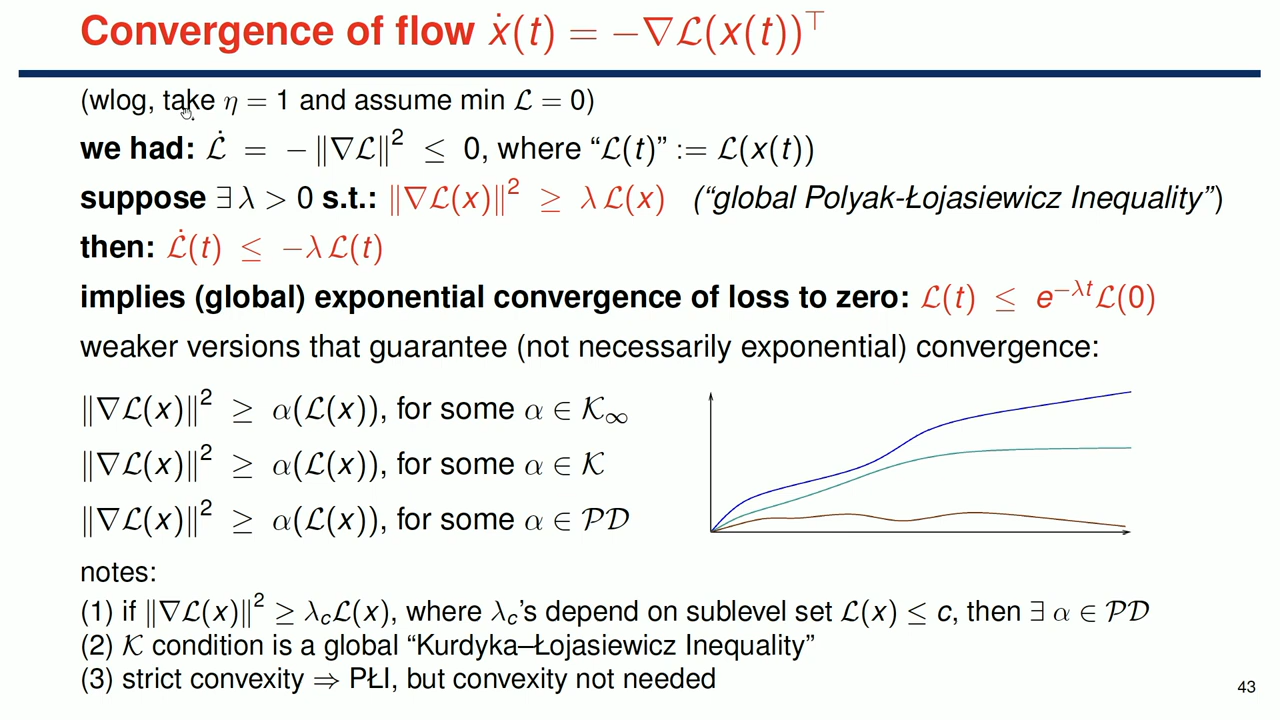 Convergence of flow ẋ(t) = −∇ℒ(x(t))⊤
(wlog, take η = 1 and assume min ℒ = 0)
we had: ℒ̇ = −‖∇ℒ‖² ≤ 0, where “ℒ(t)” := ℒ(x(t))
suppose ∃ λ > 0 s.t.: ‖∇ℒ(x)‖² ≥ λ ℒ(x) (“global Polyak-Łojasiewicz Inequality”)
then: ℒ̇(t) ≤ −λ ℒ(t)
implies (global) exponential convergence of loss to zero: ℒ(t) ≤ e^{−λt}ℒ(0)
weaker versions that guarantee (not necessarily exponential) convergence:
‖∇ℒ(x)‖² ≥ α(ℒ(x)), for some α ∈ 𝒦∞
‖∇ℒ(x)‖² ≥ α(ℒ(x)), for some α ∈ 𝒦
‖∇ℒ(x)‖² ≥ α(ℒ(x)), for some α ∈ 𝒫𝒟
notes:
(1) if ‖∇ℒ(x)‖² ≥ λ_cℒ(x), where λ_c’s depend on sublevel set ℒ(x) ≤ c, then ∃ α ∈ 𝒫𝒟
(2) 𝒦 condition is a global “Kurdyka–Łojasiewicz Inequality”
(3) strict convexity ⇒ PŁI, but convexity not needed
43